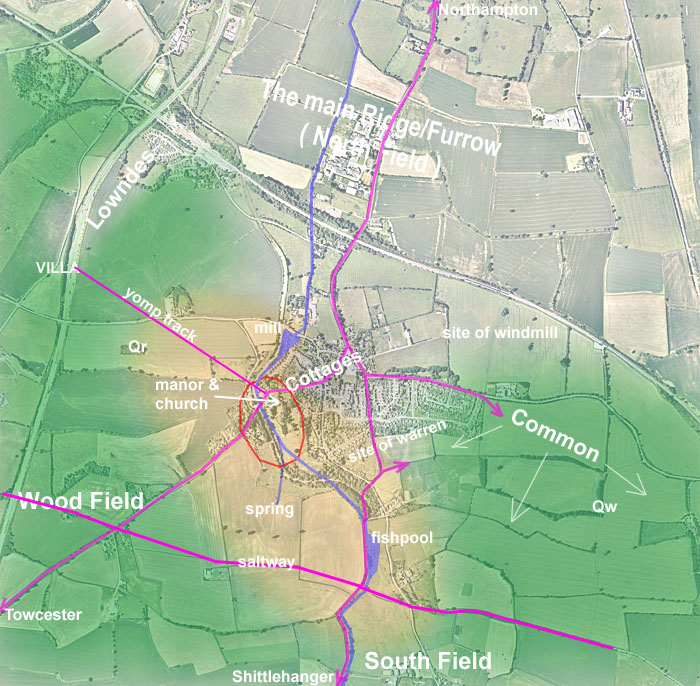 Northampton
The main Ridge/Furrow
( North Field )
Lowndes
VILLA
yomp track
mill
site of windmill
Qr
Cottages
manor &
church
site of warren
Common
Wood Field
spring
Qw
fishpool
saltway
Towcester
South Field
Shittlehanger